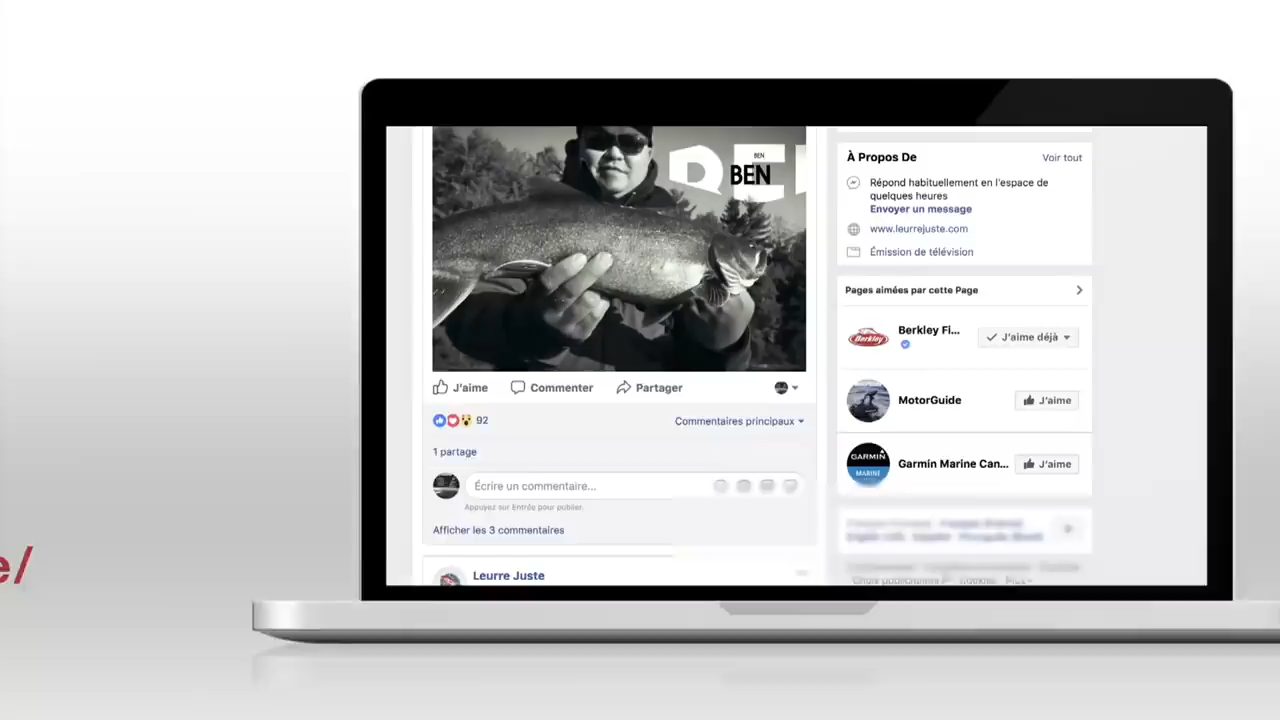 BEN
BEN
J'aime
Commenter
Partager
92
Commentaires principaux
1 partage
Écrire un commentaire...
Appuyez sur Entrée pour publier.
Afficher les 3 commentaires
Leurre Juste
À Propos De
Voir tout
Répond habituellement en l'espace de
quelques heures
Envoyer un message
www.leurrejuste.com
Émission de télévision
Pages aimées par cette Page
Berkley
Berkley Fi...
J'aime déjà
MotorGuide
J'aime
GARMIN
MARINE
Garmin Marine Can...
J'aime
e/